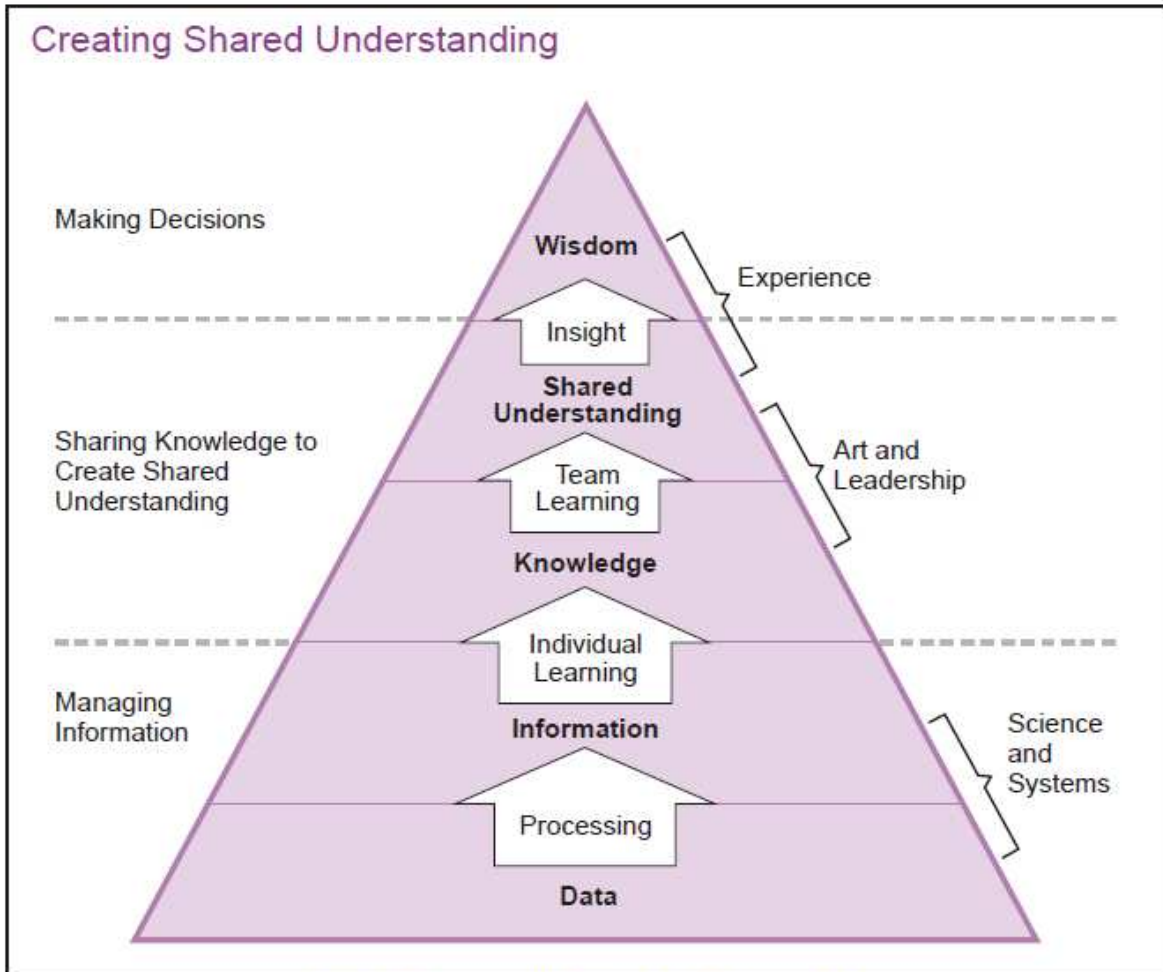 Creating Shared Understanding
Making Decisions
Wisdom
Experience
Insight
Shared
Understanding
Sharing Knowledge to
Create Shared
Understanding
Team
Learning
Art and
Leadership
Knowledge
Individual
Learning
Managing
Information
Information
Science
and
Systems
Processing
Data